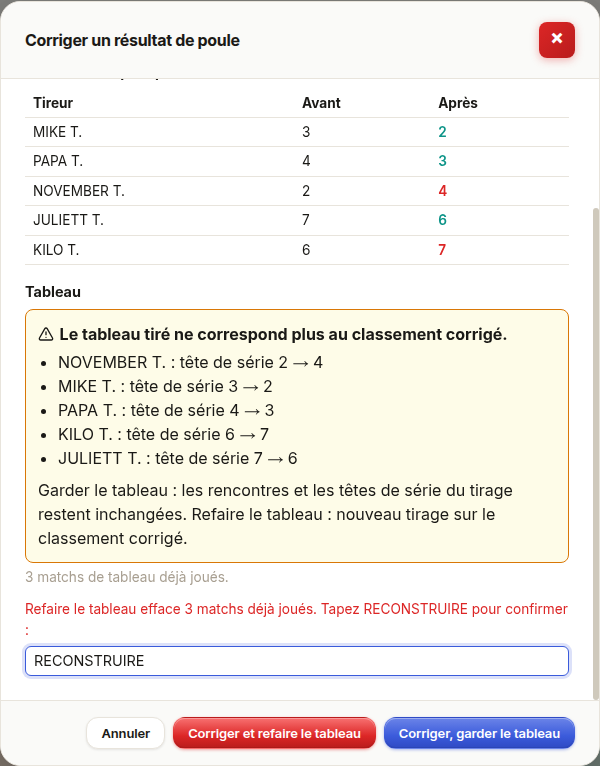 Corriger un résultat de poule
Tireur Avant Après
MIKE T. 3 2
PAPA T. 4 3
NOVEMBER T. 2 4
JULIETT T. 7 6
KILO T. 6 7
Tableau
⚠ Le tableau tiré ne correspond plus au classement corrigé.
• NOVEMBER T. : tête de série 2 → 4
• MIKE T. : tête de série 3 → 2
• PAPA T. : tête de série 4 → 3
• KILO T. : tête de série 6 → 7
• JULIETT T. : tête de série 7 → 6
Garder le tableau : les rencontres et les têtes de série du tirage
restent inchangées. Refaire le tableau : nouveau tirage sur le
classement corrigé.
3 matchs de tableau déjà joués.
Refaire le tableau efface 3 matchs déjà joués. Tapez RECONSTRUIRE pour confirmer
:
RECONSTRUIRE
Annuler Corriger et refaire le tableau Corriger, garder le tableau